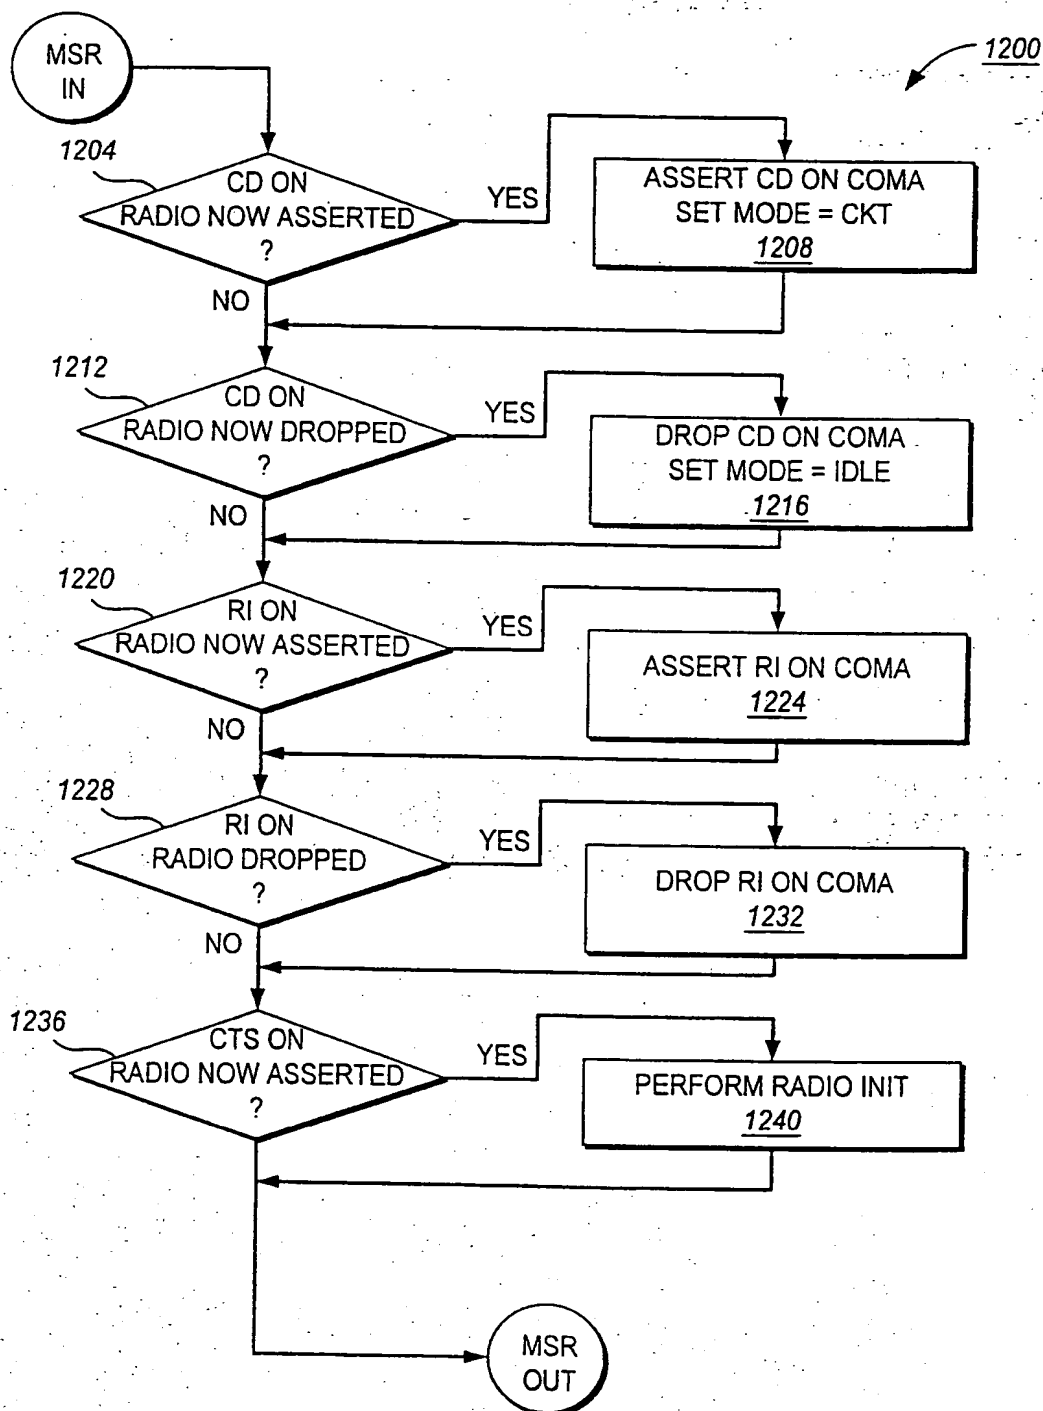 MSR
IN
1200
1204
CD ON
RADIO NOW ASSERTED
?
YES
ASSERT CD ON COMA
SET MODE = CKT
1208
NO
1212
CD ON
RADIO NOW DROPPED
?
YES
DROP CD ON COMA
SET MODE = IDLE
1216
NO
1220
RI ON
RADIO NOW ASSERTED
?
YES
ASSERT RI ON COMA
1224
NO
1228
RI ON
RADIO DROPPED
?
YES
DROP RI ON COMA
1232
NO
1236
CTS ON
RADIO NOW ASSERTED
?
YES
PERFORM RADIO INIT
1240
MSR
OUT